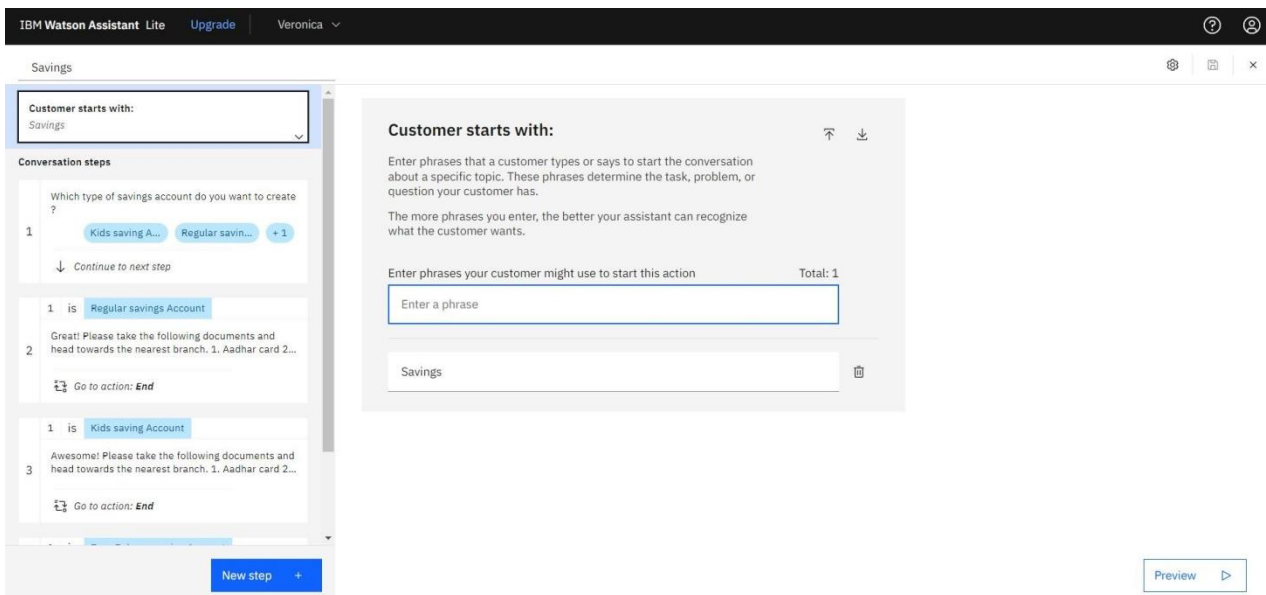 IBM Watson Assistant Lite
Upgrade
Veronica
Savings
Customer starts with:
Savings
Conversation steps
1
Which type of savings account do you want to create
?
Kids saving A...
Regular savin...
+ 1
Continue to next step
1 is Regular savings Account
2
Great! Please take the following documents and
head towards the nearest branch. 1. Aadhar card 2...
Go to action: End
1 is Kids saving Account
3
Awesome! Please take the following documents and
head towards the nearest branch. 1. Aadhar card 2...
Go to action: End
New step +
Customer starts with:
Enter phrases that a customer types or says to start the conversation
about a specific topic. These phrases determine the task, problem, or
question your customer has.
The more phrases you enter, the better your assistant can recognize
what the customer wants.
Enter phrases your customer might use to start this action
Total: 1
Enter a phrase
Savings
Preview